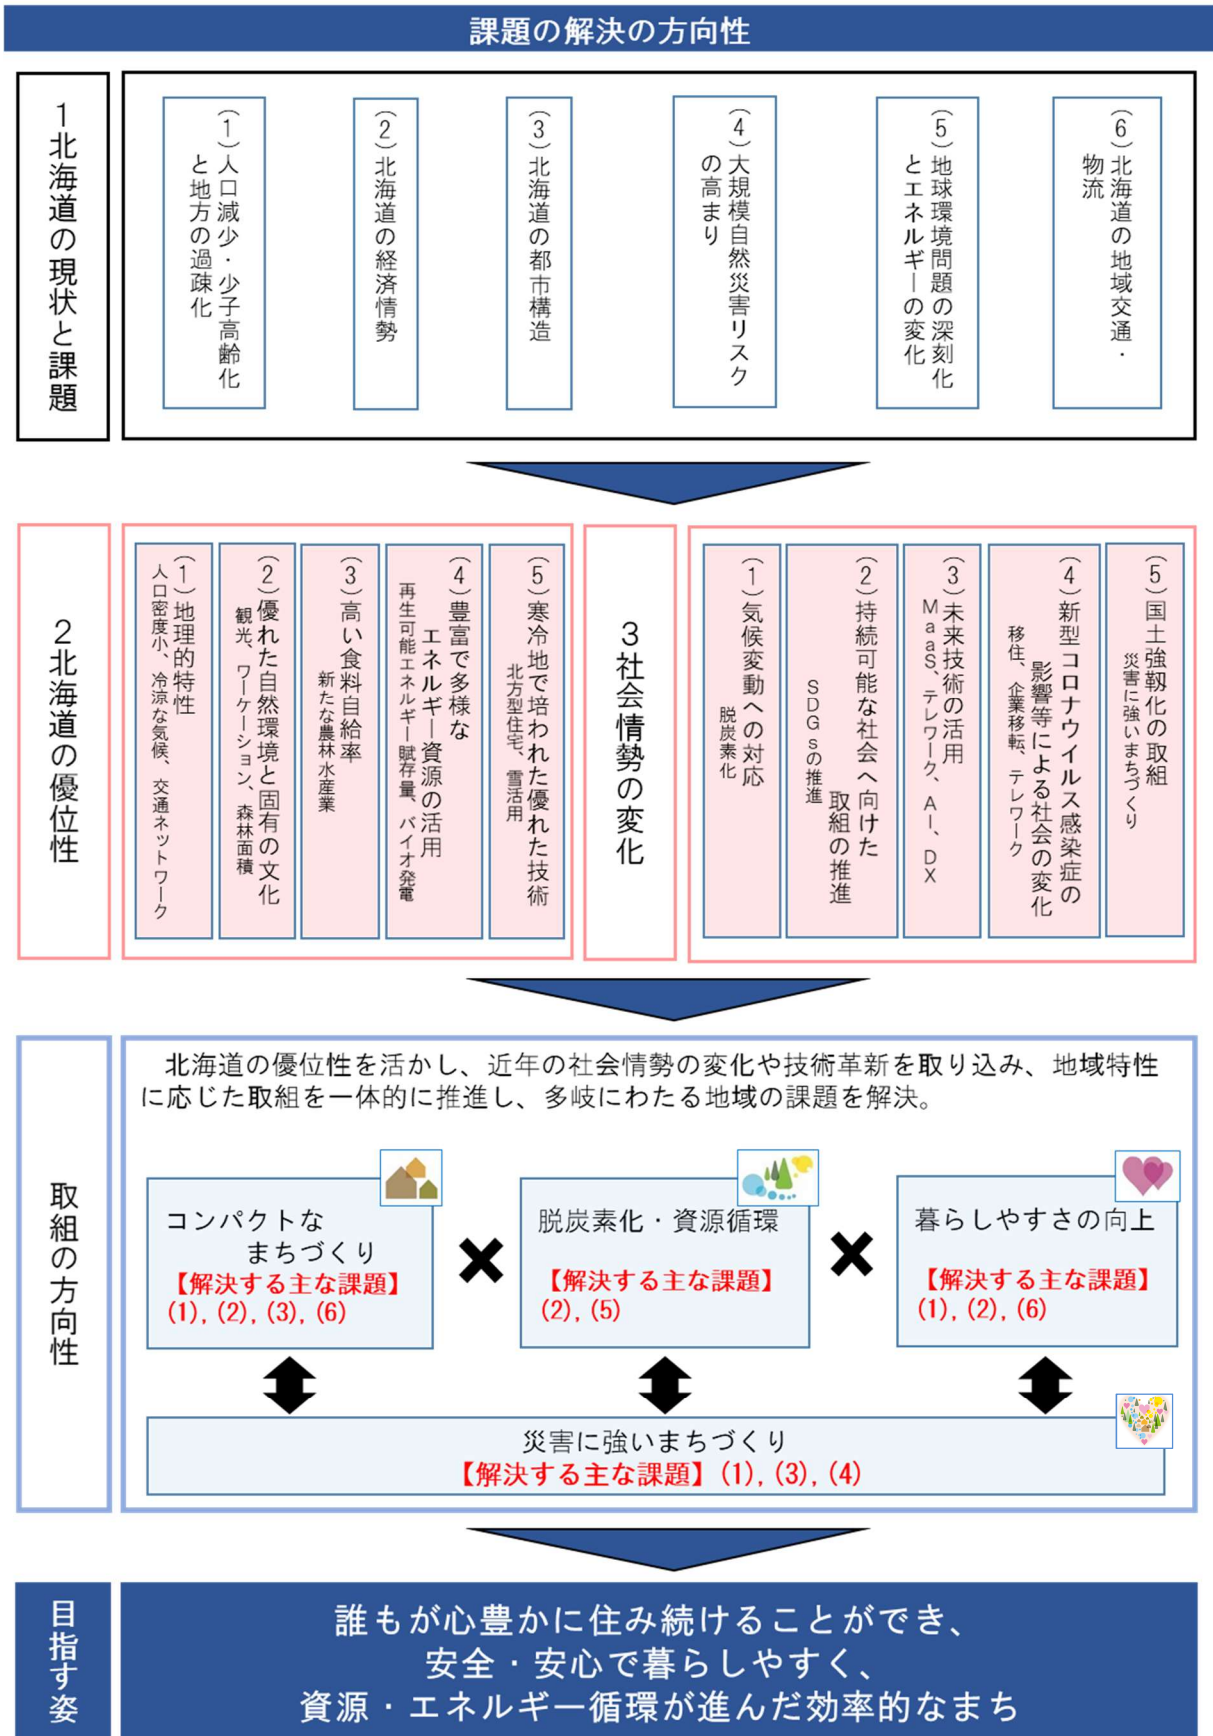 課題の解決の方向性
1北海道の現状と課題
(1)人口減少・少子高齢化
と地方の過疎化
(2)北海道の経済情勢
(3)北海道の都市構造
(4)大規模自然災害リスク
の高まり
(5)地球環境問題の深刻化
とエネルギーの変化
(6)北海道の地域交通・
物流
2北海道の優位性
(1)地理的特性
人口密度小、冷涼な気候、交通ネットワーク
(2)優れた自然環境と固有の文化
観光、ワーケーション、森林面積
(3)高い食料自給率
新たな農林水産業
(4)豊富で多様な
エネルギー資源の活用
再生可能エネルギー賦存量、バイオ発電
(5)寒冷地で培われた優れた技術
北方型住宅、雪活用
3社会情勢の変化
(1)気候変動への対応
脱炭素化
(2)持続可能な社会へ向けた
取組の推進
SDGsの推進
(3)未来技術の活用
MaaS、テレワーク、AI、DX
(4)新型コロナウイルス感染症の
影響等による社会の変化
移住、企業移転、テレワーク
(5)国土強靱化の取組
災害に強いまちづくり
取組の方向性
北海道の優位性を活かし、近年の社会情勢の変化や技術革新を取り込み、地域特性
に応じた取組を一体的に推進し、多岐にわたる地域の課題を解決。
コンパクトな
まちづくり
【解決する主な課題】
(1), (2), (3), (6)
脱炭素化・資源循環
【解決する主な課題】
(2), (5)
暮らしやすさの向上
【解決する主な課題】
(1), (2), (6)
災害に強いまちづくり
【解決する主な課題】(1), (3), (4)
目指す姿
誰もが心豊かに住み続けることができ、
安全・安心で暮らしやすく、
資源・エネルギー循環が進んだ効率的なまち